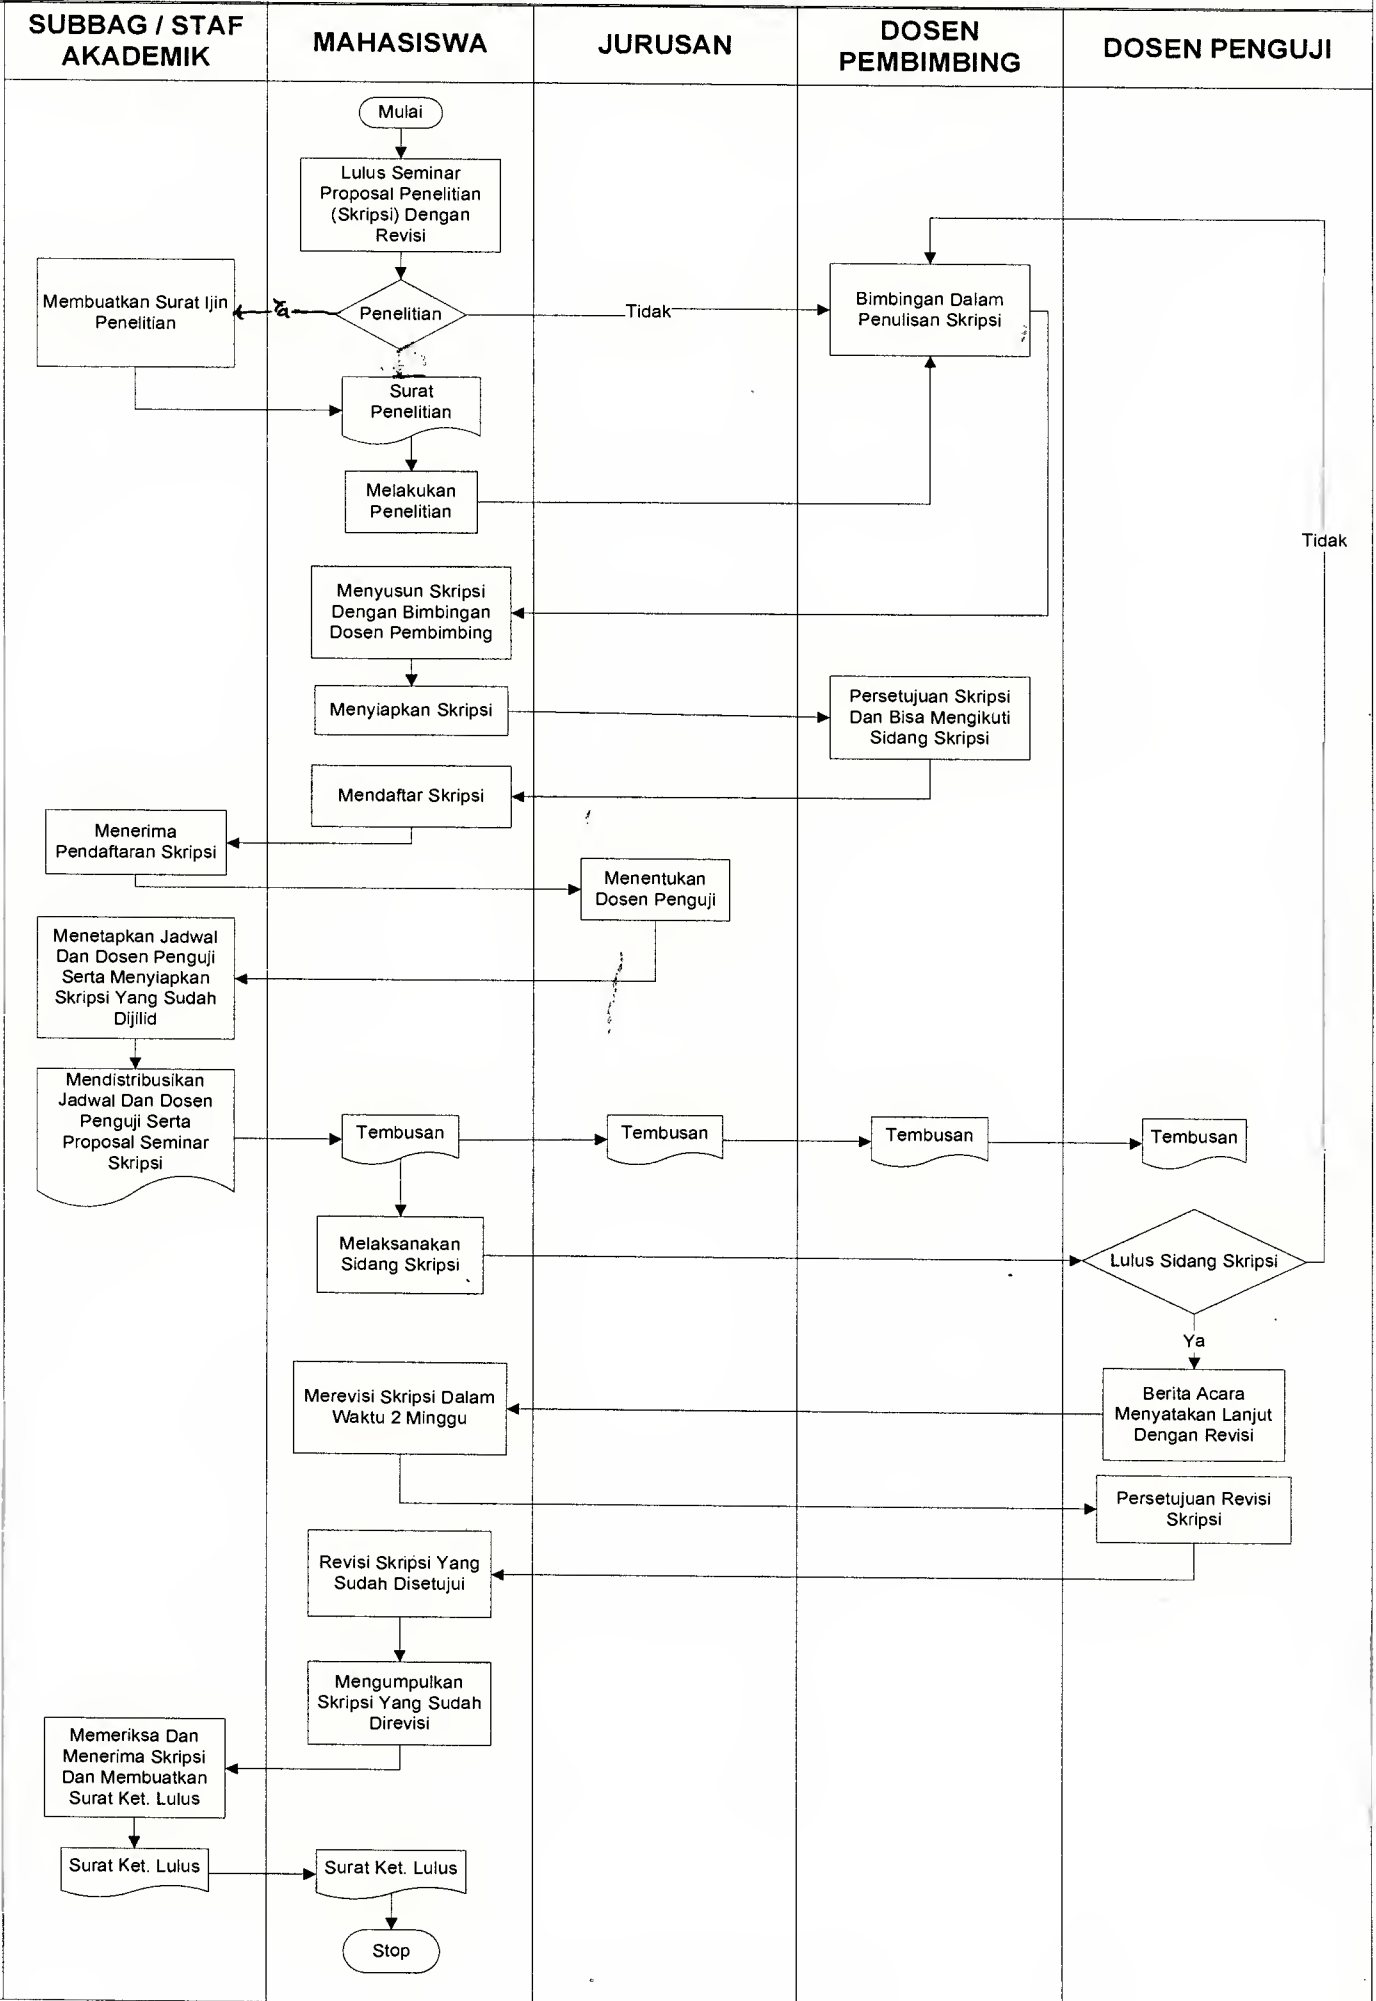 SUBBAG / STAF
AKADEMIK
MAHASISWA
JURUSAN
DOSEN
PEMBIMBING
DOSEN PENGUJI
Mulai
Lulus Seminar
Proposal Penelitian
(Skripsi) Dengan
Revisi
Membuatkan Surat Ijin
Penelitian
Ya
Penelitian
Tidak
Bimbingan Dalam
Penulisan Skripsi
Surat
Penelitian
Melakukan
Penelitian
Tidak
Menyusun Skripsi
Dengan Bimbingan
Dosen Pembimbing
Menyiapkan Skripsi
Persetujuan Skripsi
Dan Bisa Mengikuti
Sidang Skripsi
Mendaftar Skripsi
Menerima
Pendaftaran Skripsi
Menentukan
Dosen Penguji
Menetapkan Jadwal
Dan Dosen Penguji
Serta Menyiapkan
Skripsi Yang Sudah
Dijilid
Mendistribusikan
Jadwal Dan Dosen
Penguji Serta
Proposal Seminar
Skripsi
Tembusan
Tembusan
Tembusan
Tembusan
Melaksanakan
Sidang Skripsi
Lulus Sidang Skripsi
Ya
Merevisi Skripsi Dalam
Waktu 2 Minggu
Berita Acara
Menyatakan Lanjut
Dengan Revisi
Persetujuan Revisi
Skripsi
Revisi Skripsi Yang
Sudah Disetujui
Mengumpulkan
Skripsi Yang Sudah
Direvisi
Memeriksa Dan
Menerima Skripsi
Dan Membuatkan
Surat Ket. Lulus
Surat Ket. Lulus
Surat Ket. Lulus
Stop